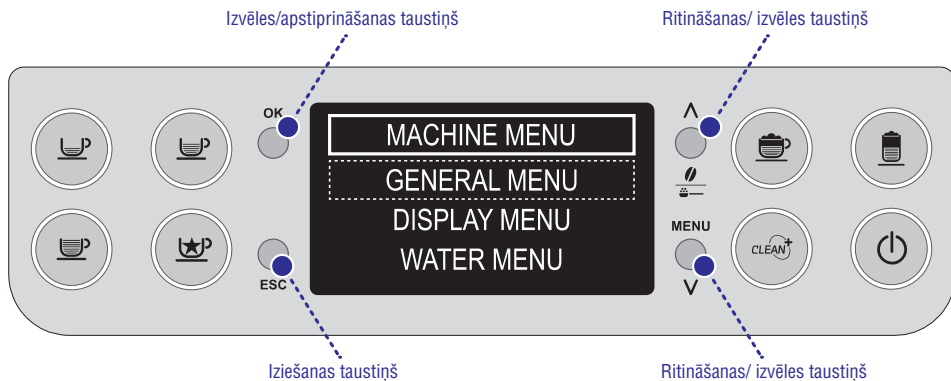 Izvēles/apstiprināšanas taustiņš
Ritināšanas/ izvēles taustiņš
OK
MACHINE MENU
GENERAL MENU
DISPLAY MENU
WATER MENU
MENU
CLEAN+
ESC
Iziešanas taustiņš
Ritināšanas/ izvēles taustiņš